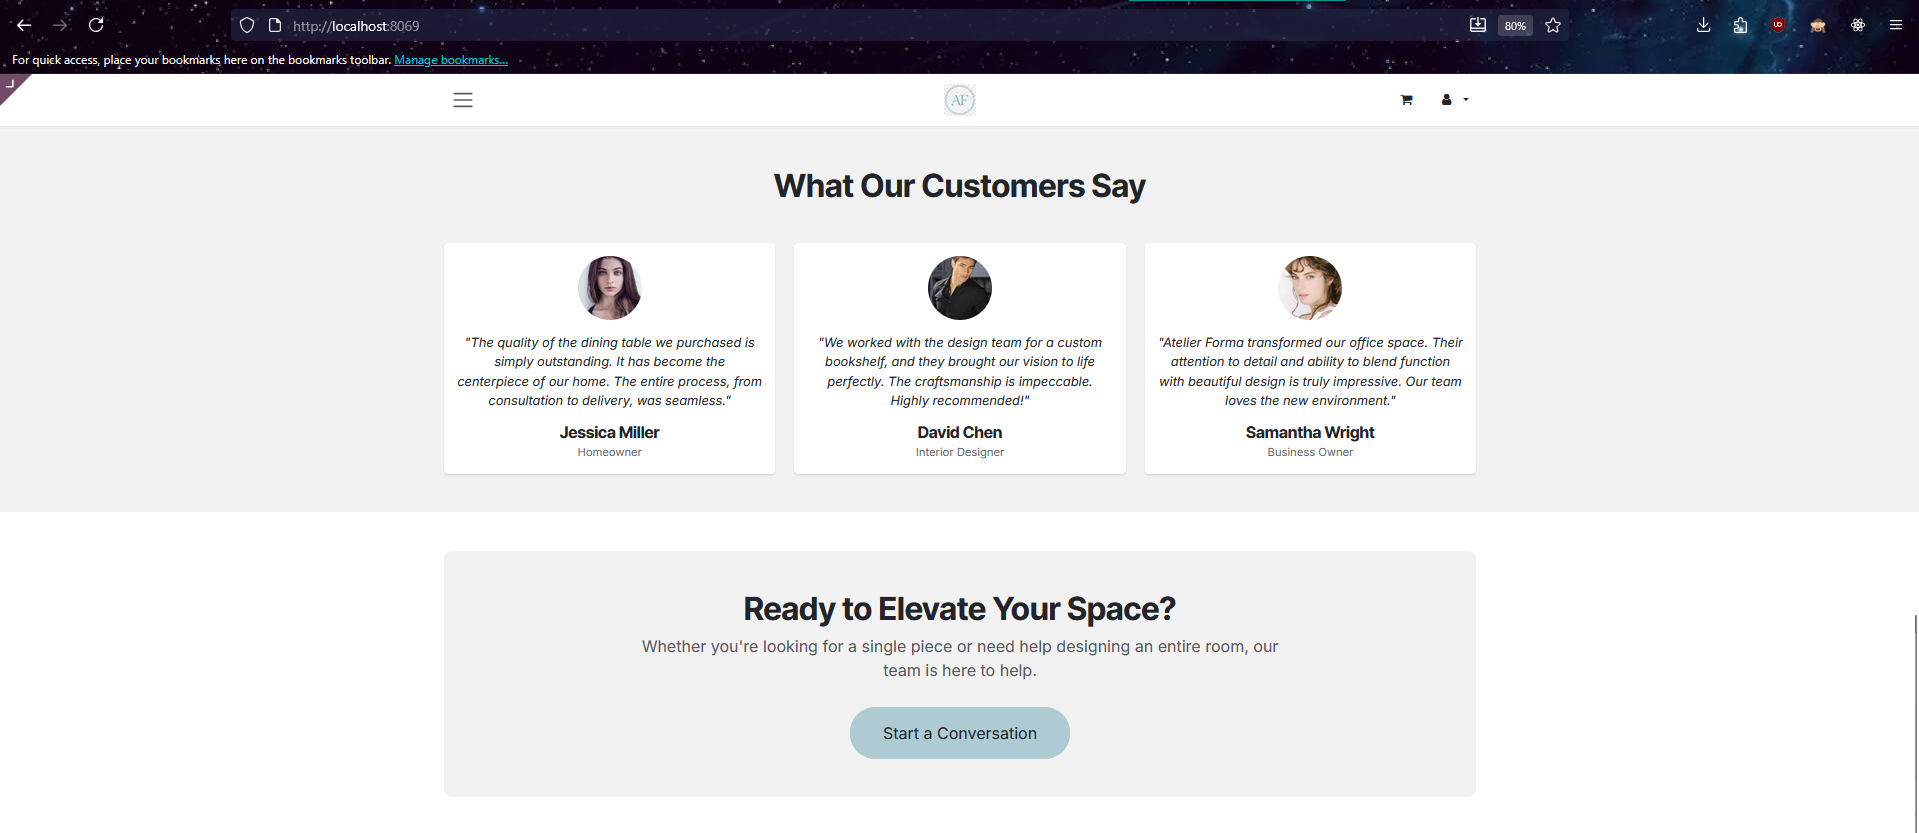 http://localhost:8069
80%
For quick access, place your bookmarks here on the bookmarks toolbar. Manage bookmarks...
AF
What Our Customers Say
"The quality of the dining table we purchased is
simply outstanding. It has become the
centerpiece of our home. The entire process, from
consultation to delivery, was seamless."
Jessica Miller
Homeowner
"We worked with the design team for a custom
bookshelf, and they brought our vision to life
perfectly. The craftsmanship is impeccable.
Highly recommended!"
David Chen
Interior Designer
"Atelier Forma transformed our office space. Their
attention to detail and ability to blend function
with beautiful design is truly impressive. Our team
loves the new environment."
Samantha Wright
Business Owner
Ready to Elevate Your Space?
Whether you're looking for a single piece or need help designing an entire room, our
team is here to help.
Start a Conversation